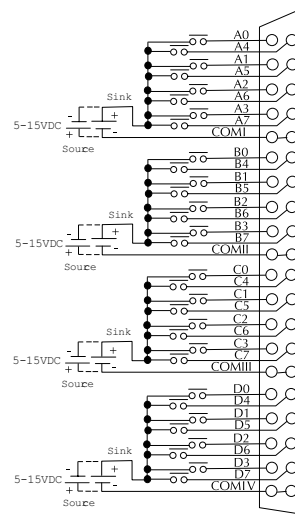 A0
A4
A1
A5
A2
A6
A3
A7
COMI
Sink
- +
5-15VDC
+ -
Source
B0
B4
B1
B5
B2
B6
B3
B7
COMII
Sink
- +
5-15VDC
+ -
Source
C0
C4
C1
C5
C2
C6
C3
C7
COMIII
Sink
- +
5-15VDC
+ -
Source
D0
D4
D1
D5
D2
D6
D3
D7
COMIV
Sink
- +
5-15VDC
+ -
Source